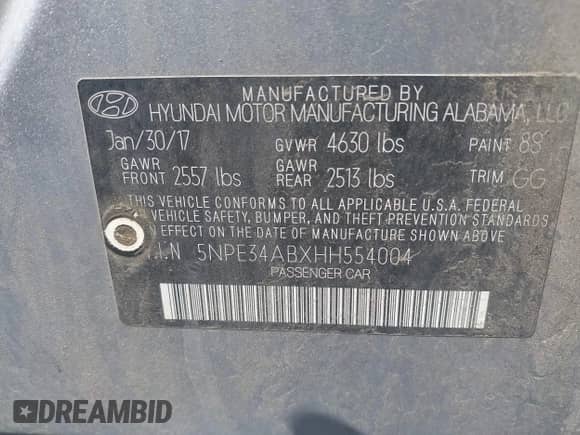 MANUFACTURED BY
HYUNDAI MOTOR MANUFACTURING ALABAMA, LLC
Jan/30/17 GVWR 4630 lbs PAINT 8S
GAWR FRONT 2557 lbs GAWR REAR 2513 lbs TRIM GG
THIS VEHICLE CONFORMS TO ALL APPLICABLE U.S.A. FEDERAL
VEHICLE SAFETY, BUMPER, AND THEFT PREVENTION STANDARDS
EFFECT ON THE DATE OF MANUFACTURE SHOWN ABOVE
V.I.N 5NPE34ABXHH554004
PASSENGER CAR
DREAMBID